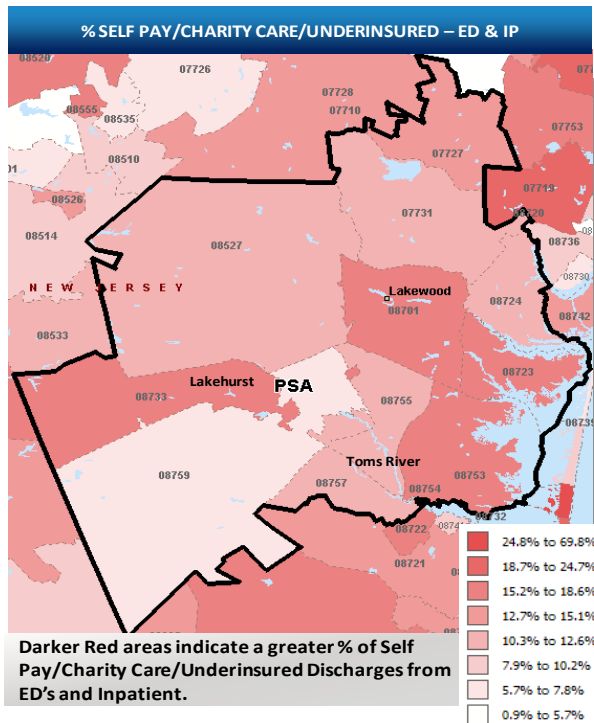 % SELF PAY/CHARITY CARE/UNDERINSURED – ED & IP
08520
07726
07728
07710
08555
08535
07753
07727
08510
07719
08526
07731
08720
08514
08527
08736
08730
NEW JERSEY
Lakewood
08701
08724
08742
08533
08723
Lakehurst
PSA
08733
08755
08739
Toms River
08759
08753
08757
08754
08732
08722
08721
24.8% to 69.8%
18.7% to 24.7%
15.2% to 18.6%
12.7% to 15.1%
10.3% to 12.6%
7.9% to 10.2%
5.7% to 7.8%
0.9% to 5.7%
Darker Red areas indicate a greater % of Self
Pay/Charity Care/Underinsured Discharges from
ED’s and Inpatient.